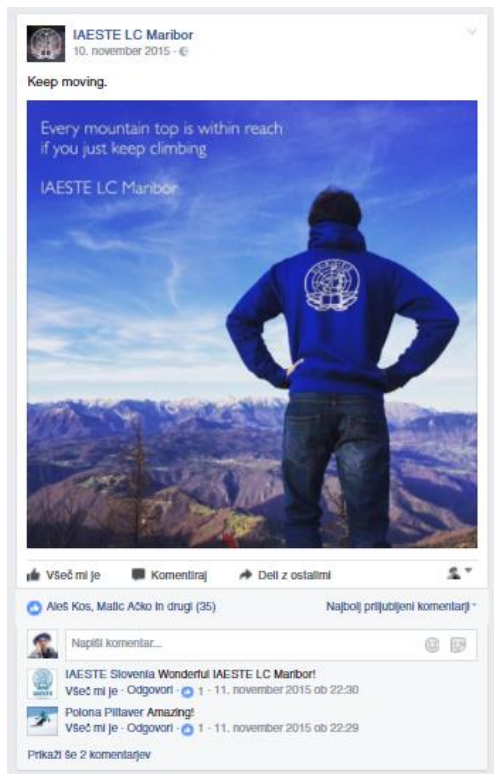 IAESTE LC Maribor
10. november 2015 ·
Keep moving.
Every mountain top is within reach
if you just keep climbing
IAESTE LC Maribor
Všeč mi je Komentiraj Deli z ostalimi
Aleš Kos, Matic Ačko in drugi (35) Najbolj priljubljeni komentarji
Napiši komentar...
IAESTE Slovenia Wonderful IAESTE LC Maribor!
Všeč mi je · Odgovori · 1 · 11. november 2015 ob 22:30
Polona Piltaver Amazing!
Všeč mi je · Odgovori · 1 · 11. november 2015 ob 22:29
Prikaži še 2 komentarjev